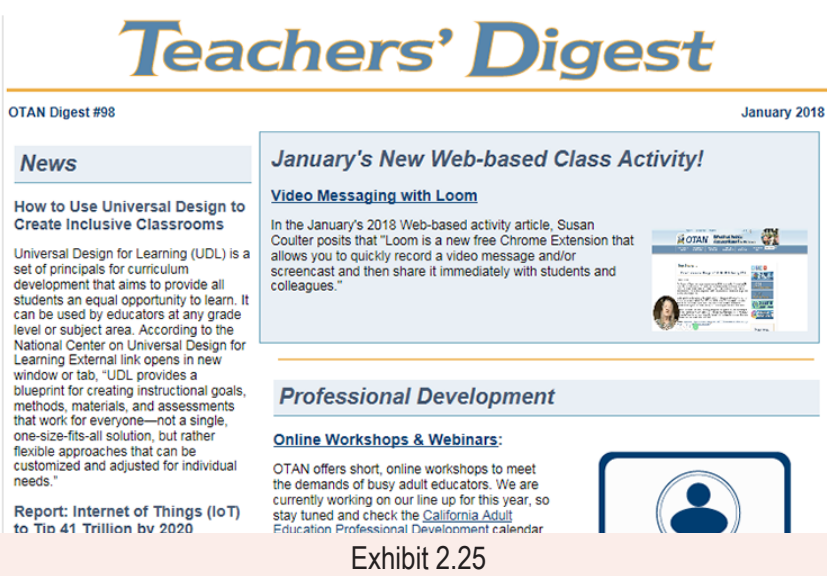 Teachers' Digest
OTAN Digest #98
January 2018
News
How to Use Universal Design to
Create Inclusive Classrooms
Universal Design for Learning (UDL) is a
set of principals for curriculum
development that aims to provide all
students an equal opportunity to learn. It
can be used by educators at any grade
level or subject area. According to the
National Center on Universal Design for
Learning External link opens in new
window or tab, “UDL provides a
blueprint for creating instructional goals,
methods, materials, and assessments
that work for everyone—not a single,
one-size-fits-all solution, but rather
flexible approaches that can be
customized and adjusted for individual
needs.”
Report: Internet of Things (IoT)
to Tip 41 Trillion by 2020
January's New Web-based Class Activity!
Video Messaging with Loom
In the January's 2018 Web-based activity article, Susan
Coulter posits that "Loom is a new free Chrome Extension that
allows you to quickly record a video message and/or
screencast and then share it immediately with students and
colleagues."
OTAN
Professional Development
Online Workshops & Webinars:
OTAN offers short, online workshops to meet
the demands of busy adult educators. We are
currently working on our line up for this year, so
stay tuned and check the California Adult
Education Professional Development calendar
Exhibit 2.25